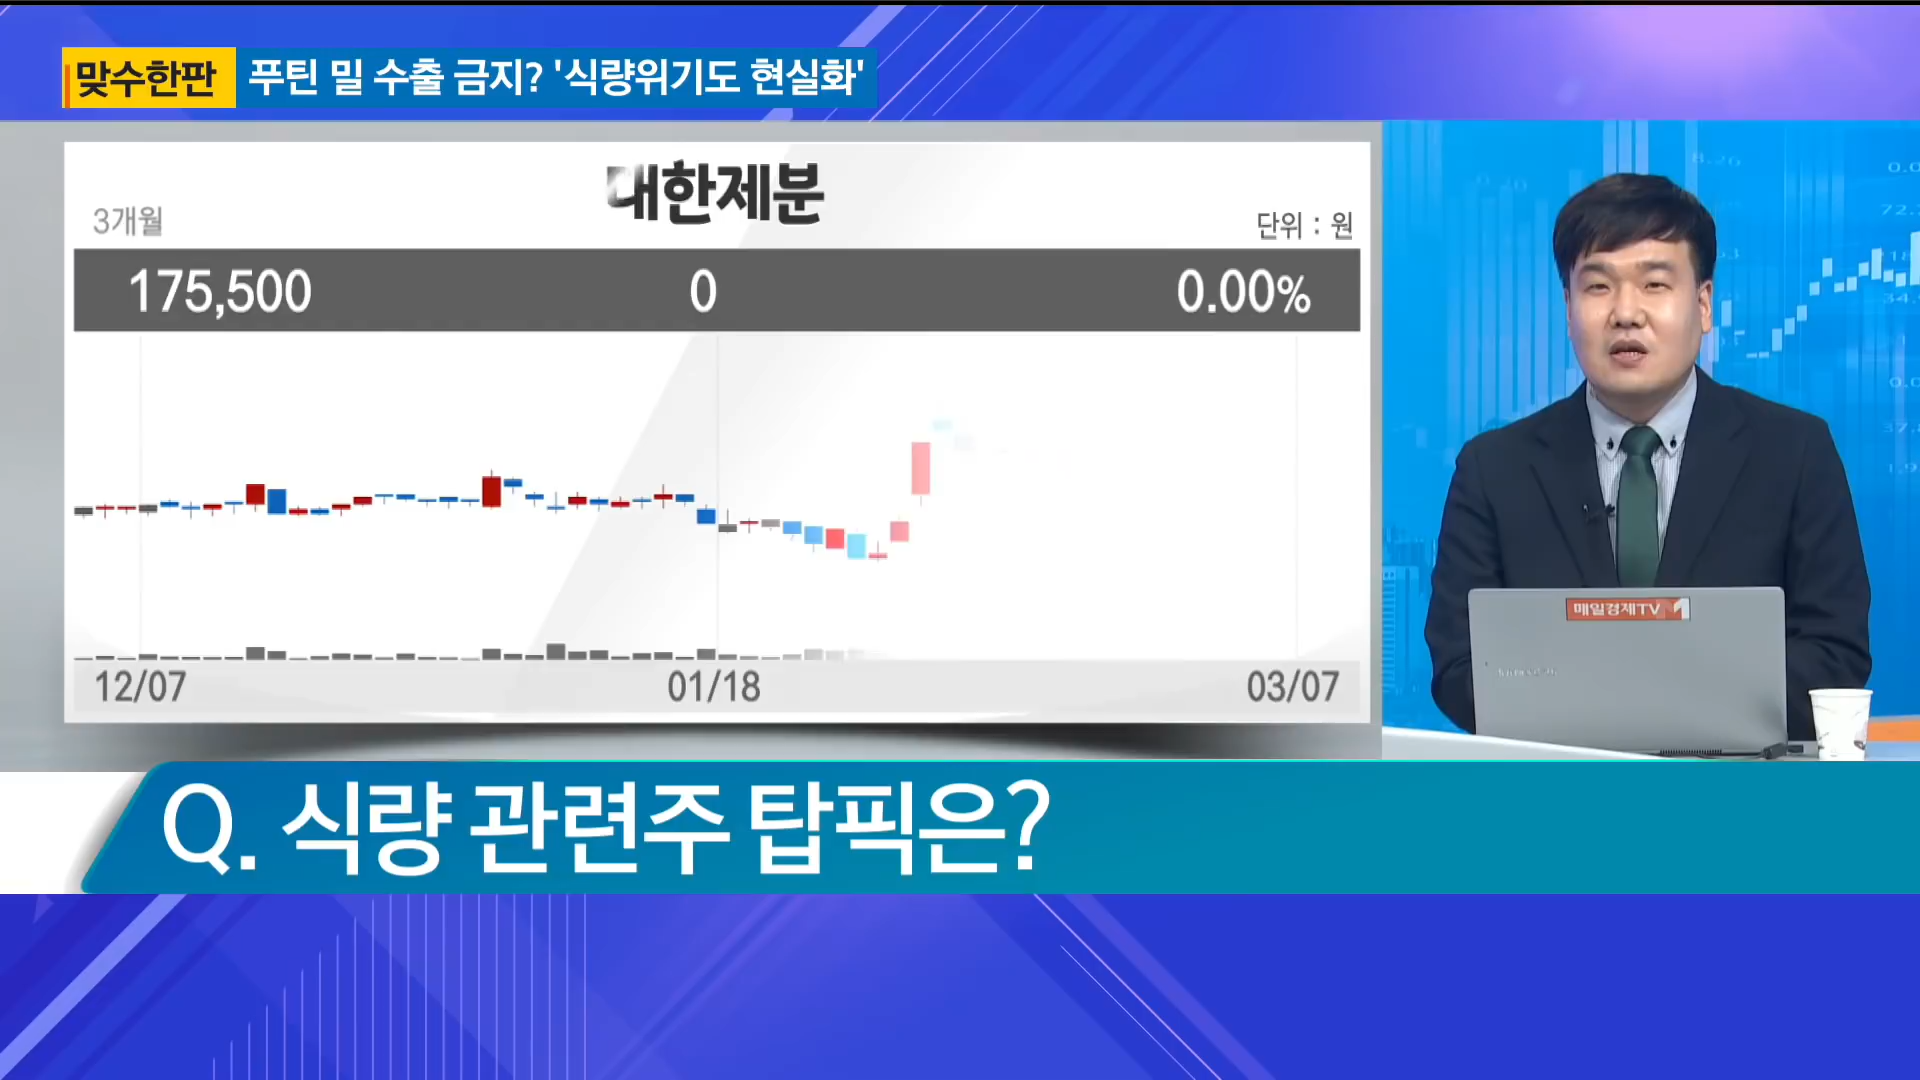 맞수한판 푸틴 밀 수출 금지? '식량위기도 현실화'
대한제분
3개월
단위 : 원
175,500 0 0.00%
12/07 01/18 03/07
매일경제TV
Q. 식량 관련주 탑픽은?